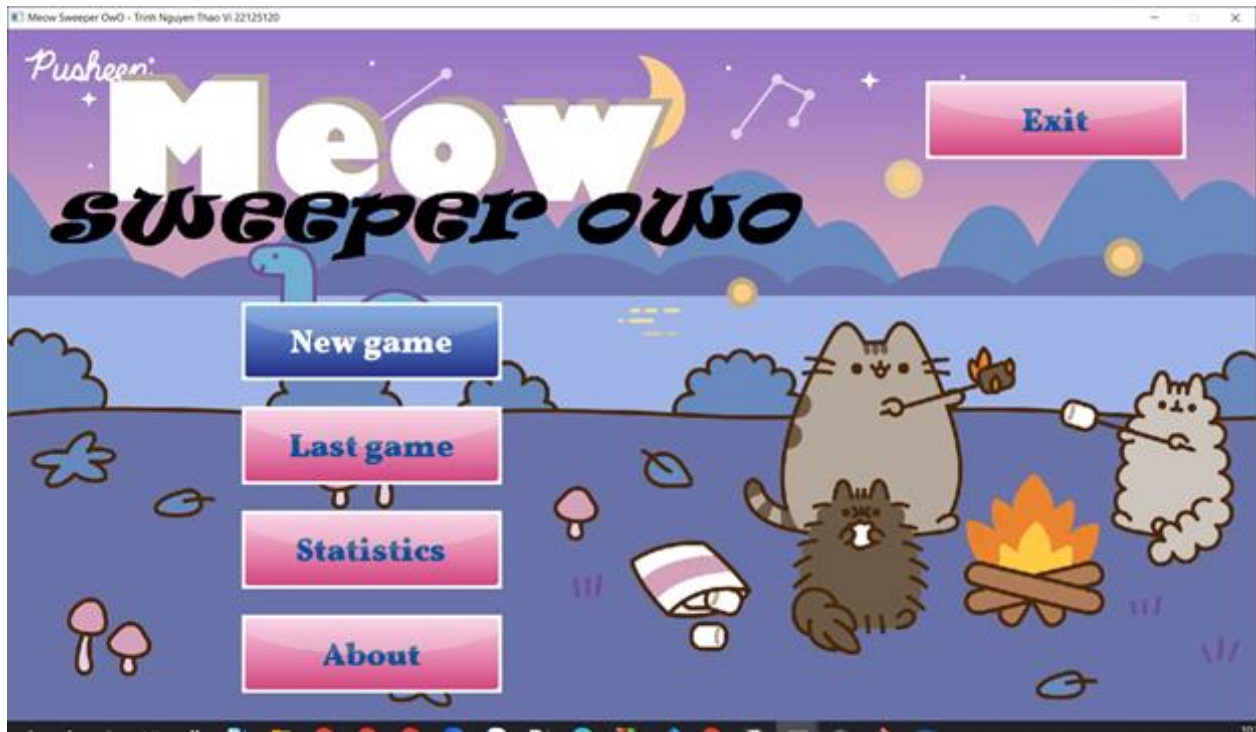 Meow Sweeper OwO - Trinh Nguyen Thao Vi 22125120
Pusheen
Meow
sweeper owo
Exit
New game
Last game
Statistics
About